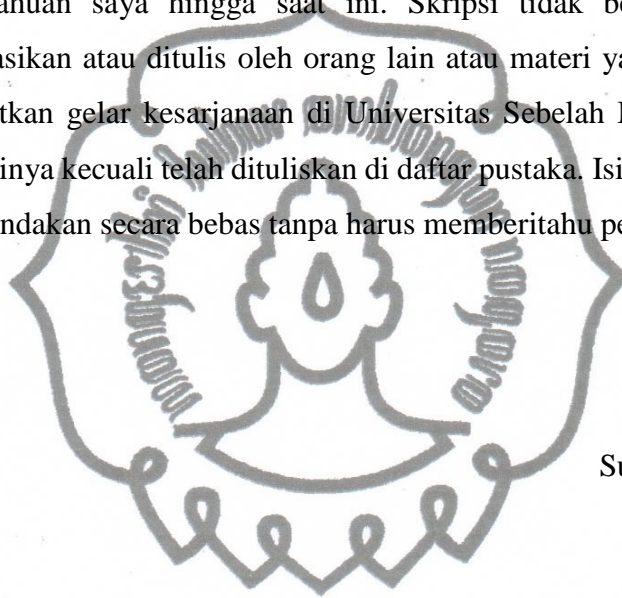 ahuan saya hingga saat ini. Skripsi tidak be
asikan atau ditulis oleh orang lain atau materi ya
tkan gelar kesarjanaan di Universitas Sebelah
inya kecuali telah dituliskan di daftar pustaka. Isi
ndakan secara bebas tanpa harus memberitahu pe
Su